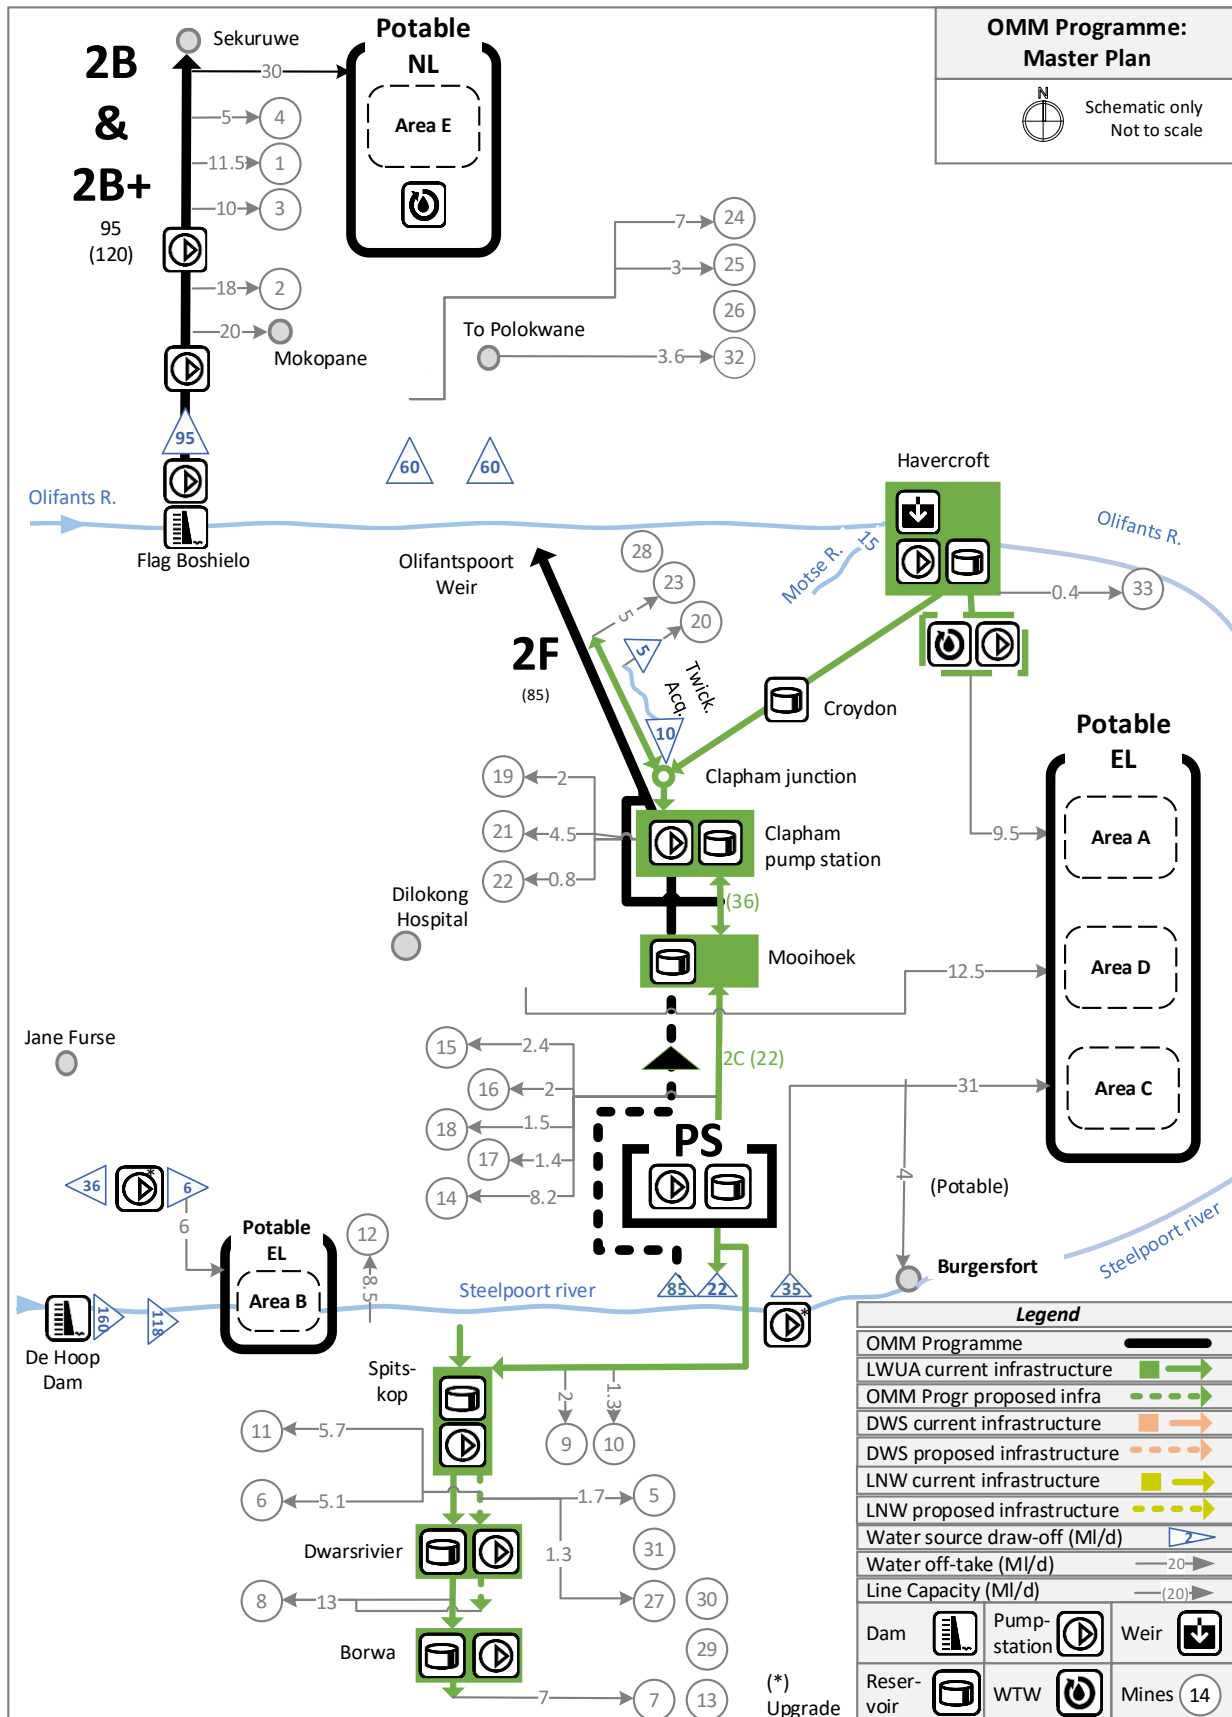 OMM Programme:
Master Plan
N
Schematic only
Not to scale
2B
&
2B+
95
(120)
Sekuruwe
30
Potable
NL
Area E
5
4
11.5
1
10
3
18
2
20
Mokopane
7
24
3
25
26
To Polokwane
3.6
32
95
60
60
Havercroft
Olifants R.
Flag Boshielo
Olifantspoort
Weir
28
23
5
20
5
Twick.
Acq.
Motse R.
15
Olifants R.
0.4
33
2F
(85)
10
Croydon
Clapham junction
19
2
21
4.5
22
0.8
Clapham
pump station
Potable
EL
9.5
Area A
Dilokong
Hospital
(36)
Mooihoek
12.5
Area D
Jane Furse
15
2.4
16
2
18
1.5
17
1.4
14
8.2
2C (22)
31
Area C
PS
4
(Potable)
36
*
6
6
Potable
EL
Area B
12
8.5
Steelpoort river
85
22
35
*
Burgersfort
Steelpoort river
160
118
De Hoop
Dam
Spits-
kop
2
1.3
9
10
11
5.7
6
5.1
1.7
5
Dwarsrivier
1.3
31
8
13
27
30
Borwa
29
7
7
13
(*)
Upgrade
Legend
OMM Programme
LWUA current infrastructure
OMM Progr proposed infra
DWS current infrastructure
DWS proposed infrastructure
LNW current infrastructure
LNW proposed infrastructure
Water source draw-off (Ml/d)
2
Water off-take (Ml/d)
20
Line Capacity (Ml/d)
(20)
Dam
Pump-
station
Weir
Reser-
voir
WTW
Mines
14